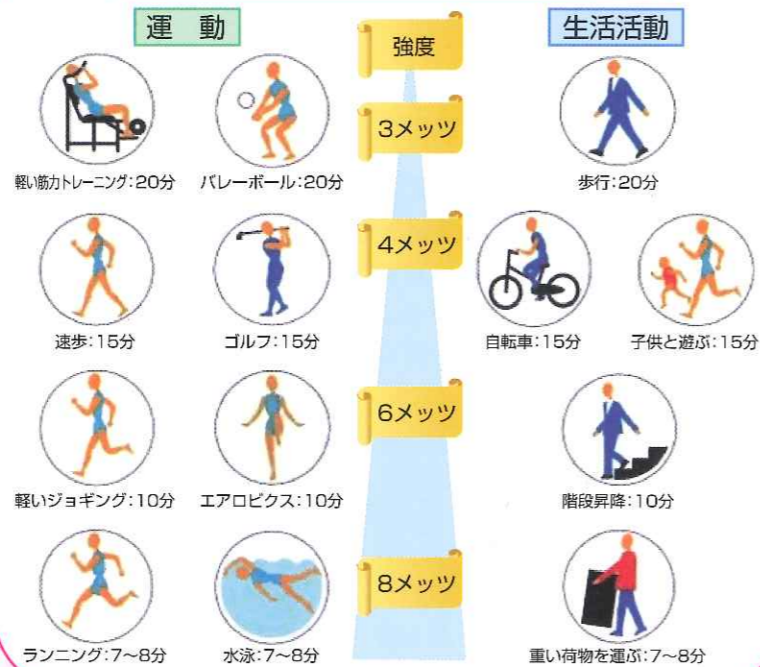 運 動
強度
生活活動
3メッツ
軽い筋力トレーニング:20分
バレーボール:20分
歩行:20分
4メッツ
速歩:15分
ゴルフ:15分
自転車:15分
子供と遊ぶ:15分
6メッツ
軽いジョギング:10分
エアロビクス:10分
階段昇降:10分
8メッツ
ランニング:7〜8分
水泳:7〜8分
重い荷物を運ぶ:7〜8分